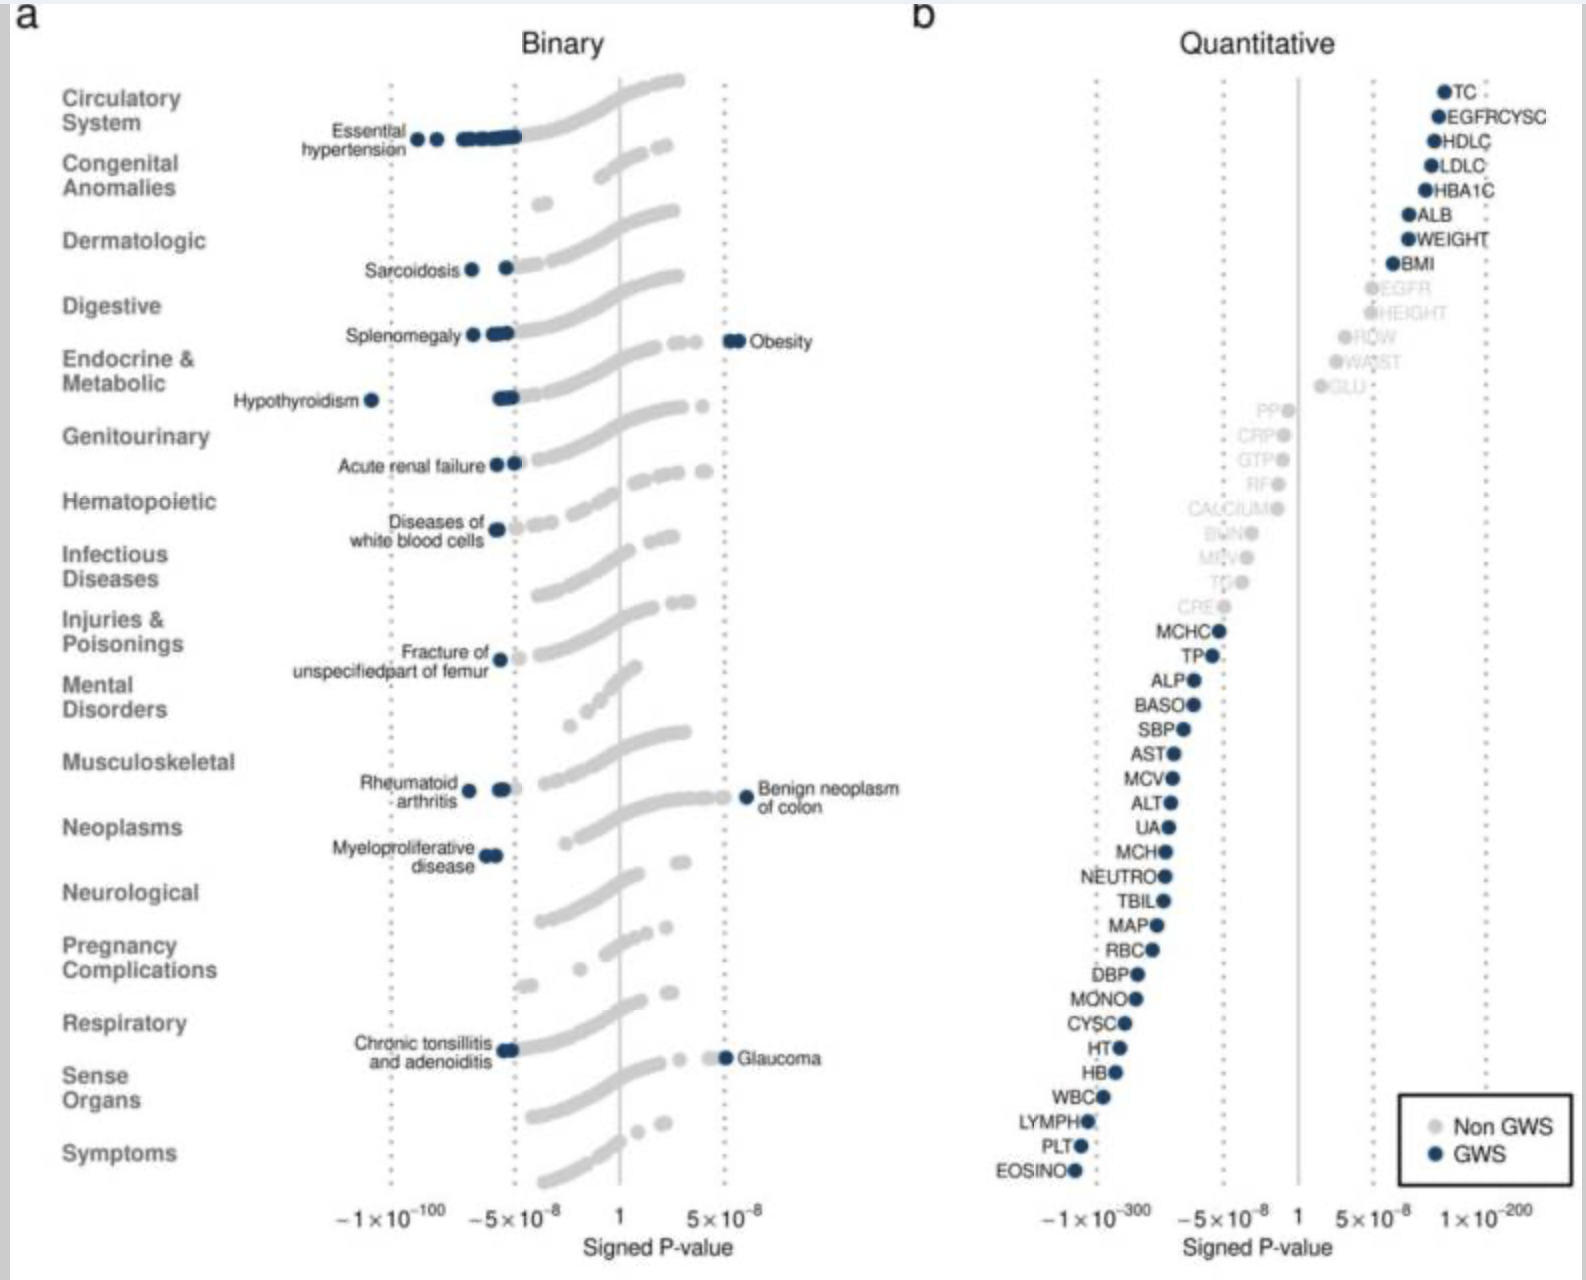 a
Binary
Circulatory
System
Essential
hypertension
Congenital
Anomalies
Dermatologic
Sarcoidosis
Digestive
Splenomegaly
Obesity
Endocrine &
Metabolic
Hypothyroidism
Genitourinary
Acute renal failure
Hematopoietic
Diseases of
white blood cells
Infectious
Diseases
Injuries &
Poisonings
Fracture of
unspecifiedpart of femur
Mental
Disorders
Musculoskeletal
Rheumatoid
arthritis
Benign neoplasm
of colon
Neoplasms
Myeloproliferative
disease
Neurological
Pregnancy
Complications
Respiratory
Chronic tonsillitis
and adenoiditis
Glaucoma
Sense
Organs
Symptoms
−1×10⁻¹⁰⁰ −5×10⁻⁸ 1 5×10⁻⁸
Signed P-value
b
Quantitative
TC
EGFRCYSC
HDLC
LDLC
HBA1C
ALB
WEIGHT
BMI
EGFR
HEIGHT
RDW
WAIST
GLU
PP
CRP
GTP
RF
CALCIUM
BUN
MPV
TG
CRE
MCHC
TP
ALP
BASO
SBP
AST
MCV
ALT
UA
MCH
NEUTRO
TBIL
MAP
RBC
DBP
MONO
CYSC
HT
HB
WBC
LYMPH
PLT
EOSINO
Non GWS
GWS
−1×10⁻³⁰⁰ −5×10⁻⁸ 1 5×10⁻⁸ 1×10⁻²⁰⁰
Signed P-value